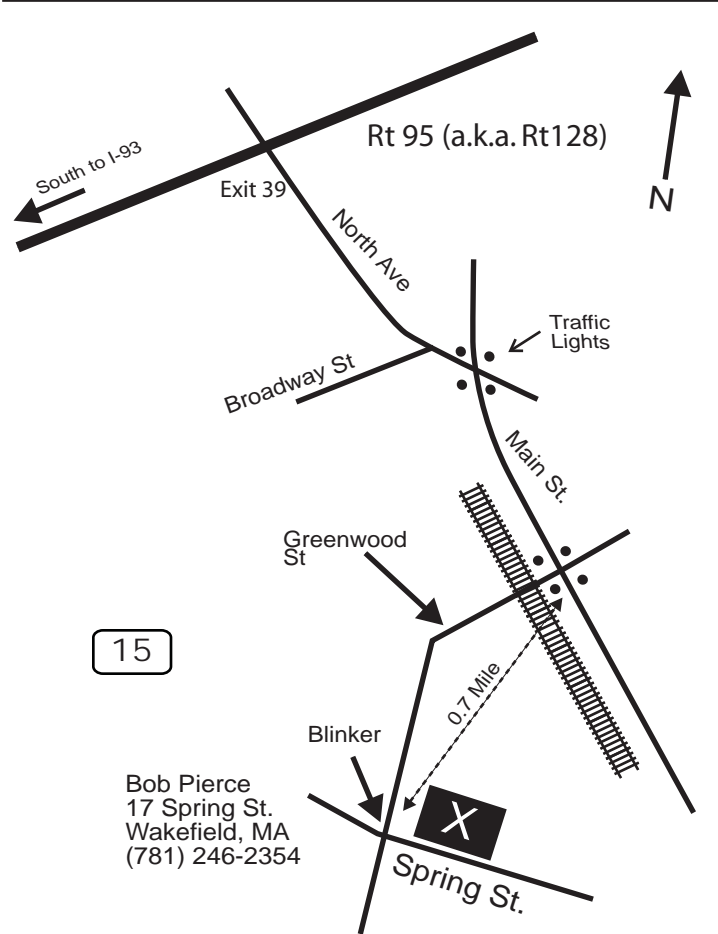 Rt 95 (a.k.a. Rt128)
South to I-93
Exit 39
N
North Ave
Traffic
Lights
Broadway St
Main St.
Greenwood
St
15
0.7 Mile
Blinker
Bob Pierce
17 Spring St.
Wakefield, MA
(781) 246-2354
X
Spring St.